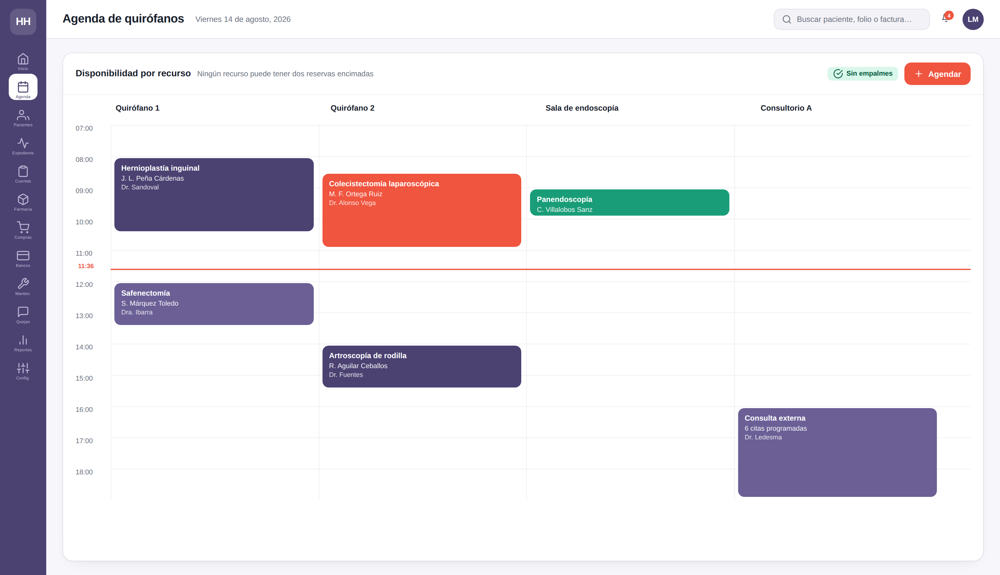 HH
Agenda de quirófanos
Viernes 14 de agosto, 2026
Buscar paciente, folio o factura…
4
LM
Inicio
Agenda
Pacientes
Expediente
Cuentas
Farmacia
Compras
Bancos
Manten.
Quejas
Reportes
Config.
Disponibilidad por recurso
Ningún recurso puede tener dos reservas encimadas
Sin empalmes
Agendar
Quirófano 1
Quirófano 2
Sala de endoscopía
Consultorio A
07:00
08:00
Hernioplastía inguinal
J. L. Peña Cárdenas
Dr. Sandoval
Colecistectomía laparoscópica
M. F. Ortega Ruiz
Dr. Alonso Vega
09:00
Panendoscopía
C. Villalobos Sanz
10:00
11:00
11:36
12:00
Safenectomía
S. Márquez Toledo
Dra. Ibarra
13:00
14:00
Artroscopía de rodilla
R. Aguilar Ceballos
Dr. Fuentes
15:00
16:00
Consulta externa
6 citas programadas
Dr. Ledesma
17:00
18:00